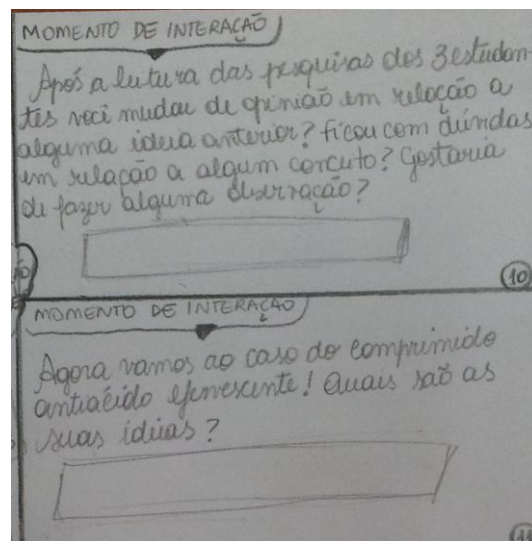 MOMENTO DE INTERAÇÃO
Após a leitura das pesquisas dos 3 estudan-
tes você mudou de opinião em relação a
alguma ideia anterior? Ficou com dúvidas
em relação a algum conceito? Gostaria
de fazer alguma observação?
10
MOMENTO DE INTERAÇÃO
Agora vamos ao caso do comprimido
antiácido efervescente! Quais são as
suas ideias?